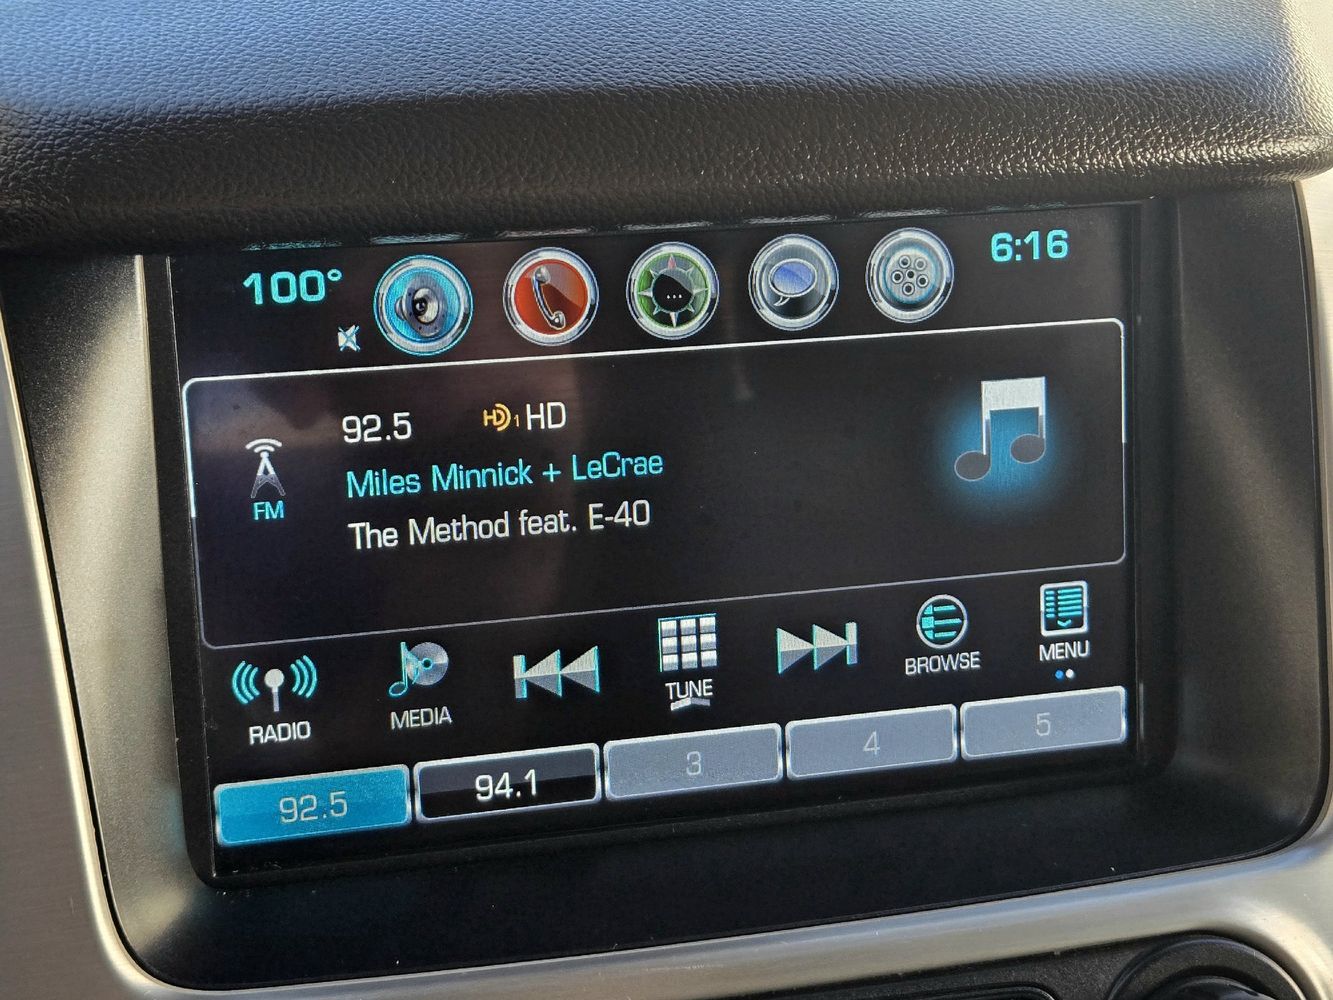 100°
6:16
92.5 HD1 HD
Miles Minnick + LeCrae
The Method feat. E-40
FM
RADIO
MEDIA
TUNE
BROWSE
MENU
92.5
94.1
3
4
5